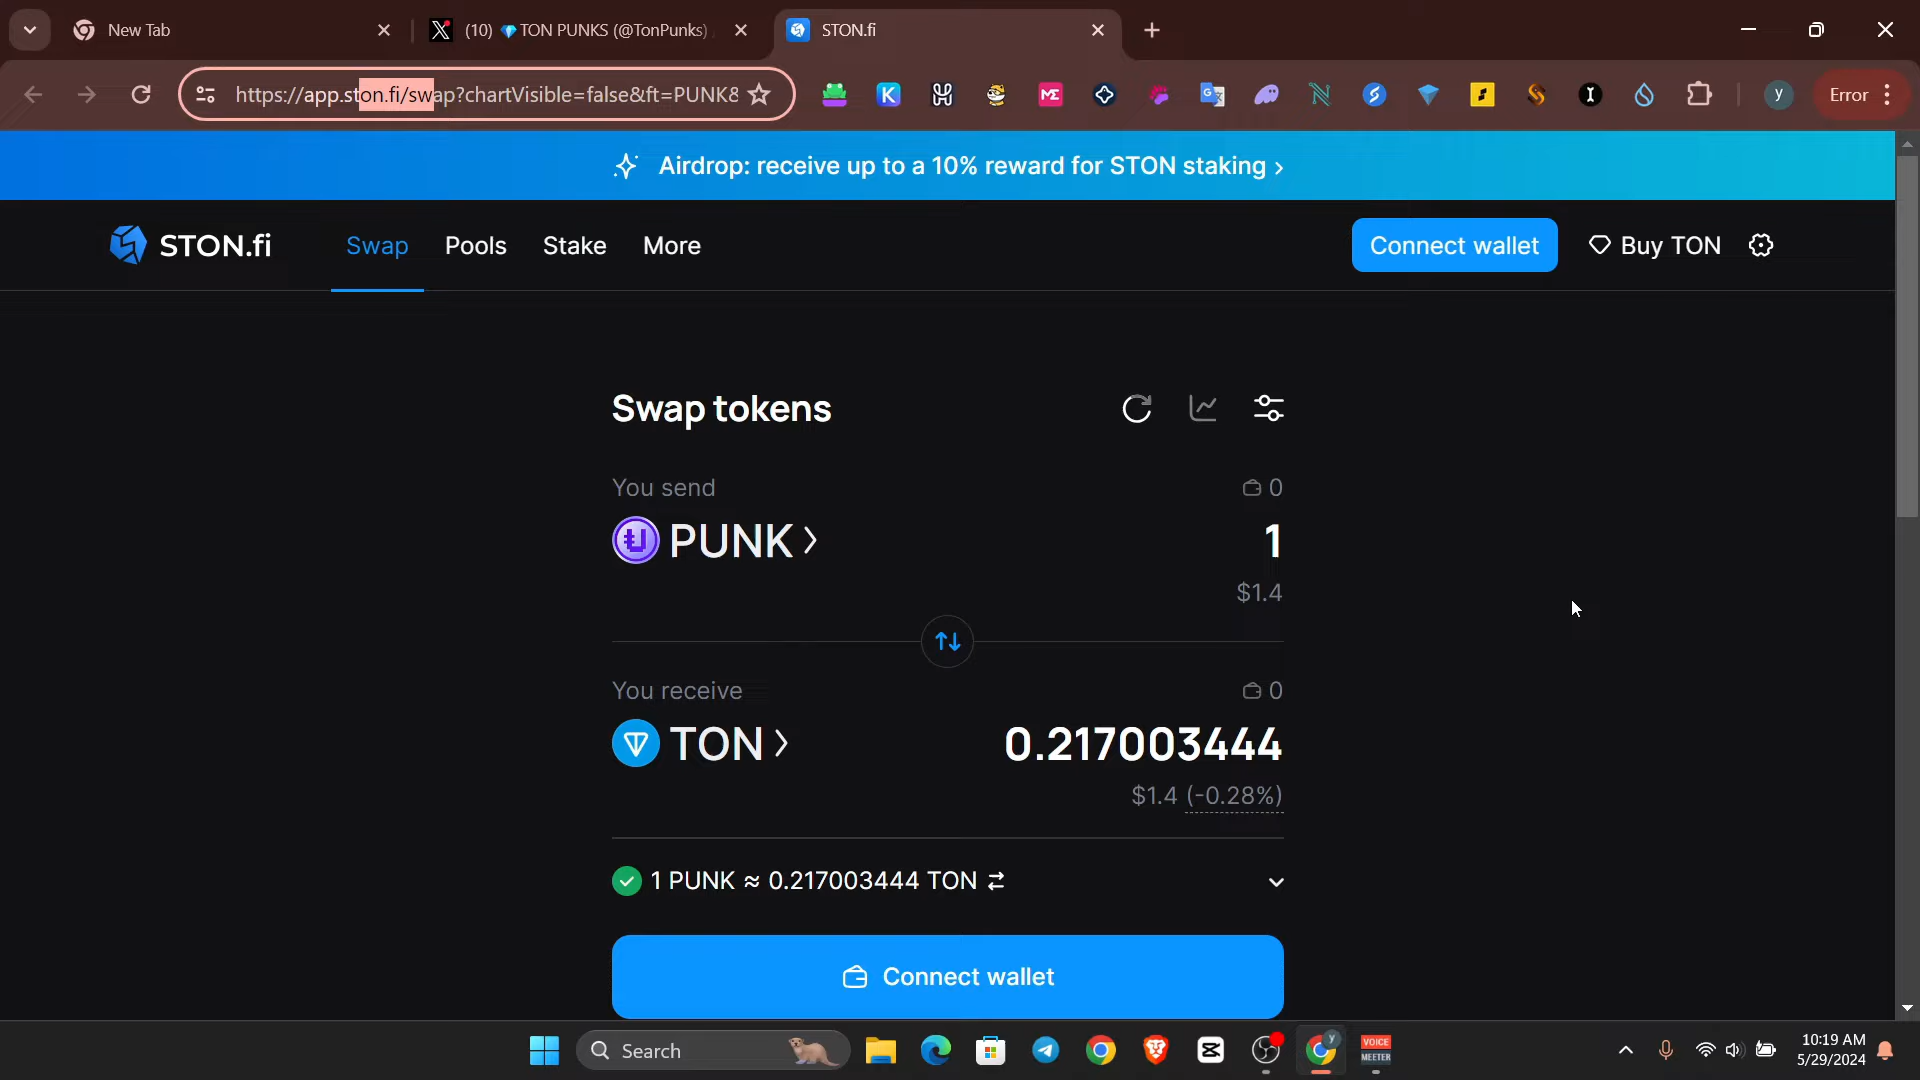 New Tab
(10) 💎TON PUNKS (@TonPunks)
STON.fi
https://app.ston.fi/swap?chartVisible=false&ft=PUNK&
y
Error
Airdrop: receive up to a 10% reward for STON staking ›
STON.fi
Swap
Pools
Stake
More
Connect wallet
Buy TON
Swap tokens
You send
0
PUNK
1
$1.4
You receive
0
TON
0.217003444
$1.4 (-0.28%)
1 PUNK ≈ 0.217003444 TON
Connect wallet
Search
VOICE
MEETER
10:19 AM
5/29/2024